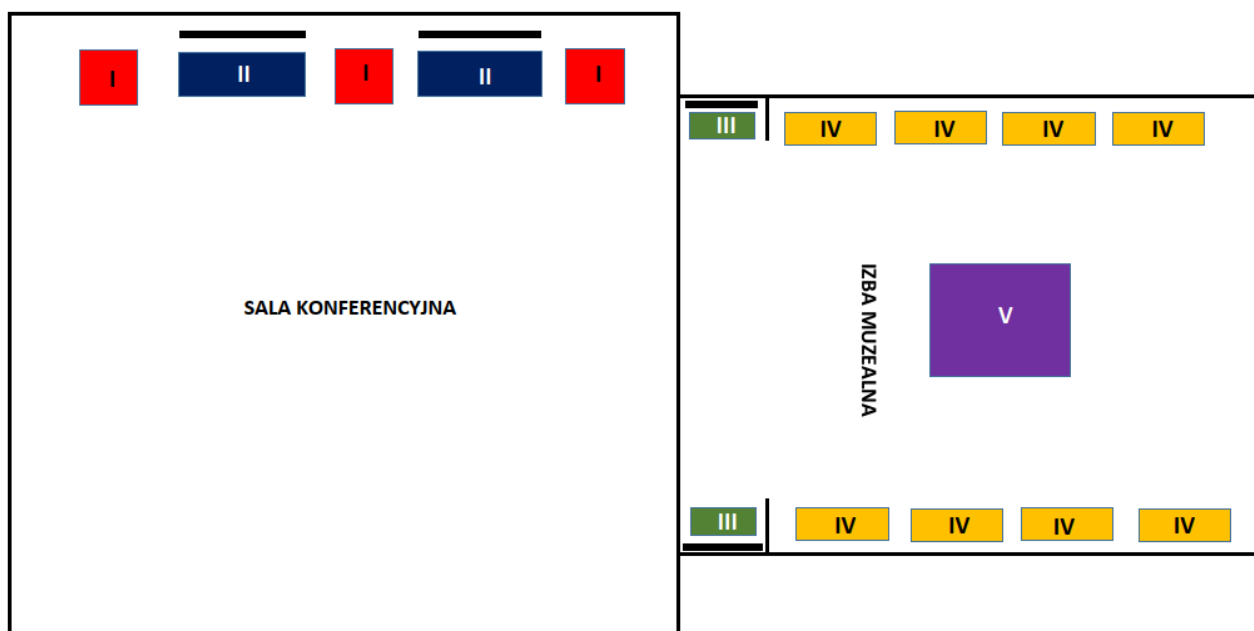 I II I II I
III IV IV IV IV
SALA KONFERENCYJNA
IZBA MUZEALNA
V
III IV IV IV IV